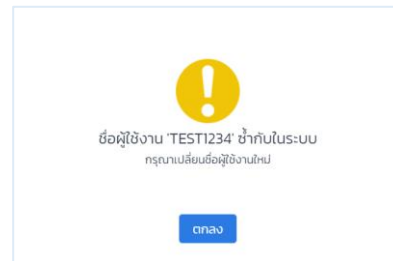 ชื่อผู้ใช้งาน 'TEST1234' ซ้ำกับในระบบ
กรุณาเปลี่ยนชื่อผู้ใช้งานใหม่
ตกลง